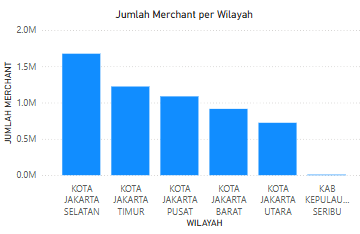 Jumlah Merchant per Wilayah
JUMLAH MERCHANT
2.0M
1.5M
1.0M
0.5M
0.0M
KOTA JAKARTA SELATAN
KOTA JAKARTA TIMUR
KOTA JAKARTA PUSAT
KOTA JAKARTA BARAT
KOTA JAKARTA UTARA
KAB KEPULAU... SERIBU
WILAYAH